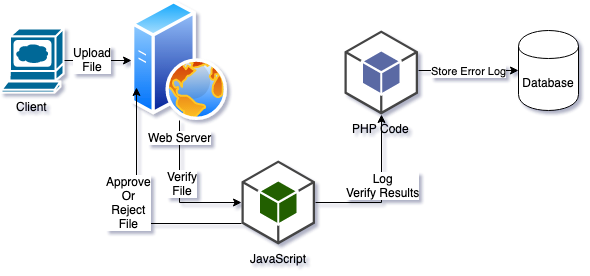 Upload
File
Client
Web Server
PHP Code
Store Error Log
Database
Verify
File
Approve
Or
Reject
File
Log
Verify Results
JavaScript